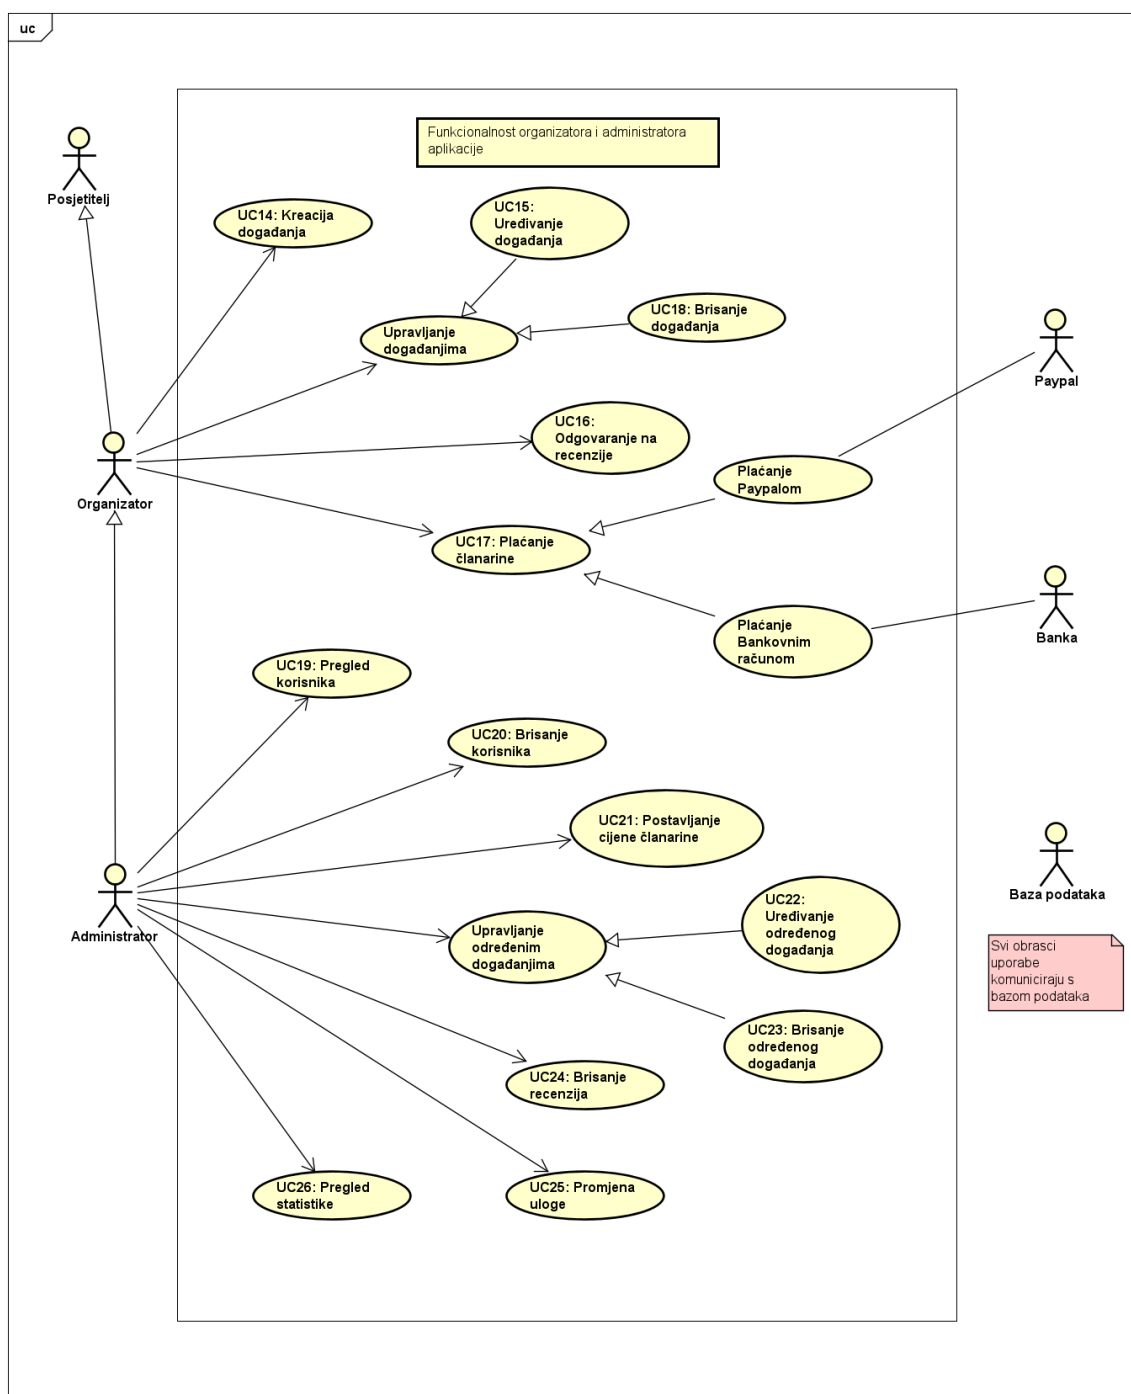 uc
Funkcionalnost organizatora i administratora
aplikacije
Posjetitelj
UC14: Kreacija
događanja
UC15:
Uređivanje
događanja
UC18: Brisanje
događanja
Upravljanje
događanjima
Paypal
UC16:
Odgovaranje na
recenzije
Plaćanje
Paypalom
Organizator
UC17: Plaćanje
članarine
Plaćanje
Bankovnim
računom
Banka
UC19: Pregled
korisnika
UC20: Brisanje
korisnika
UC21: Postavljanje
cijene članarine
Baza podataka
Administrator
UC22:
Uređivanje
određenog
događanja
Upravljanje
određenim
događanjima
Svi obrasci
uporabe
komuniciraju s
bazom podataka
UC23: Brisanje
određenog
događanja
UC24: Brisanje
recenzija
UC26: Pregled
statistike
UC25: Promjena
uloge